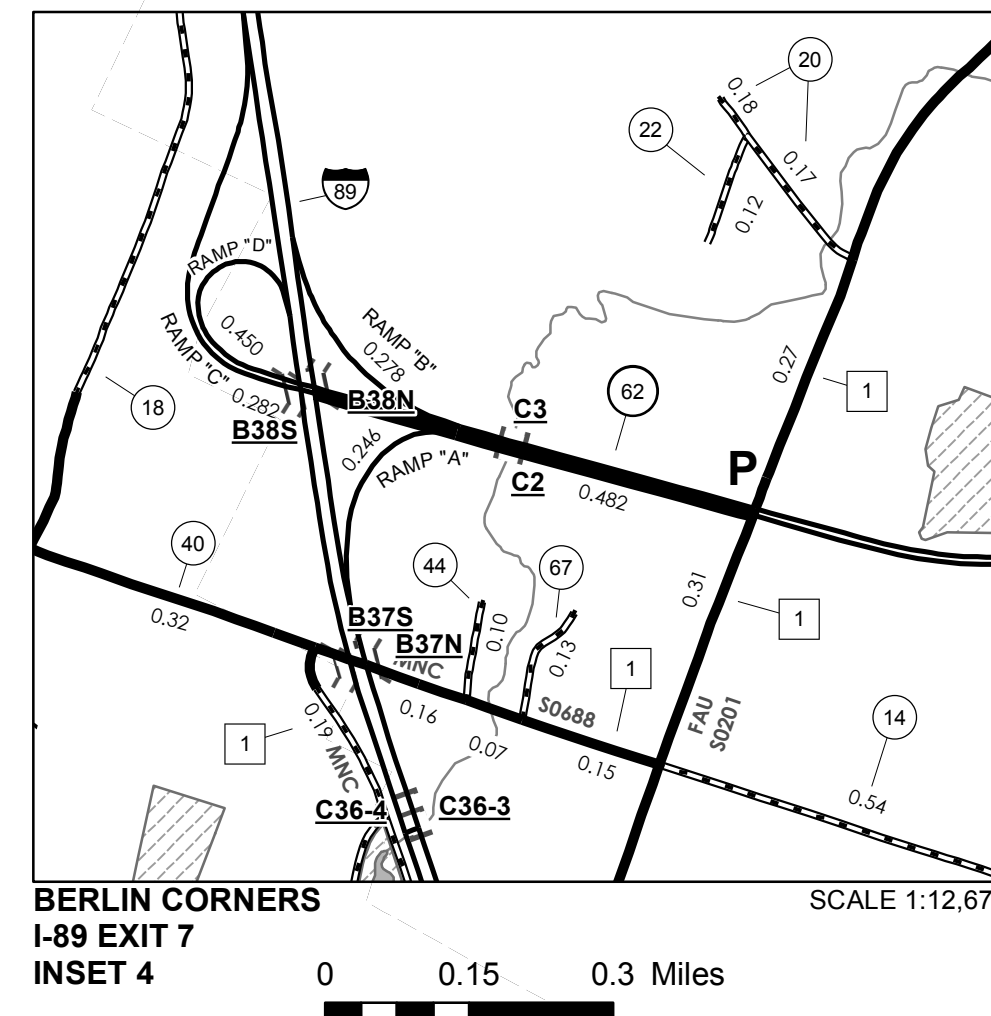 20
0.18
22
0.17
0.12
89
RAMP "D"
RAMP "B"
0.278
0.450
RAMP "C"
0.282
18
B38N
B38S
C3
62
0.27
1
P
0.246
RAMP "A"
C2
0.482
40
0.32
44
67
0.31
1
B37S
B37N
MNC
0.10
0.13
1
S0688
0.16
0.07
0.15
FAU
S0201
14
0.54
0.19
MNC
1
C36-4
C36-3
BERLIN CORNERS
I-89 EXIT 7
INSET 4
SCALE 1:12,67
0 0.15 0.3 Miles